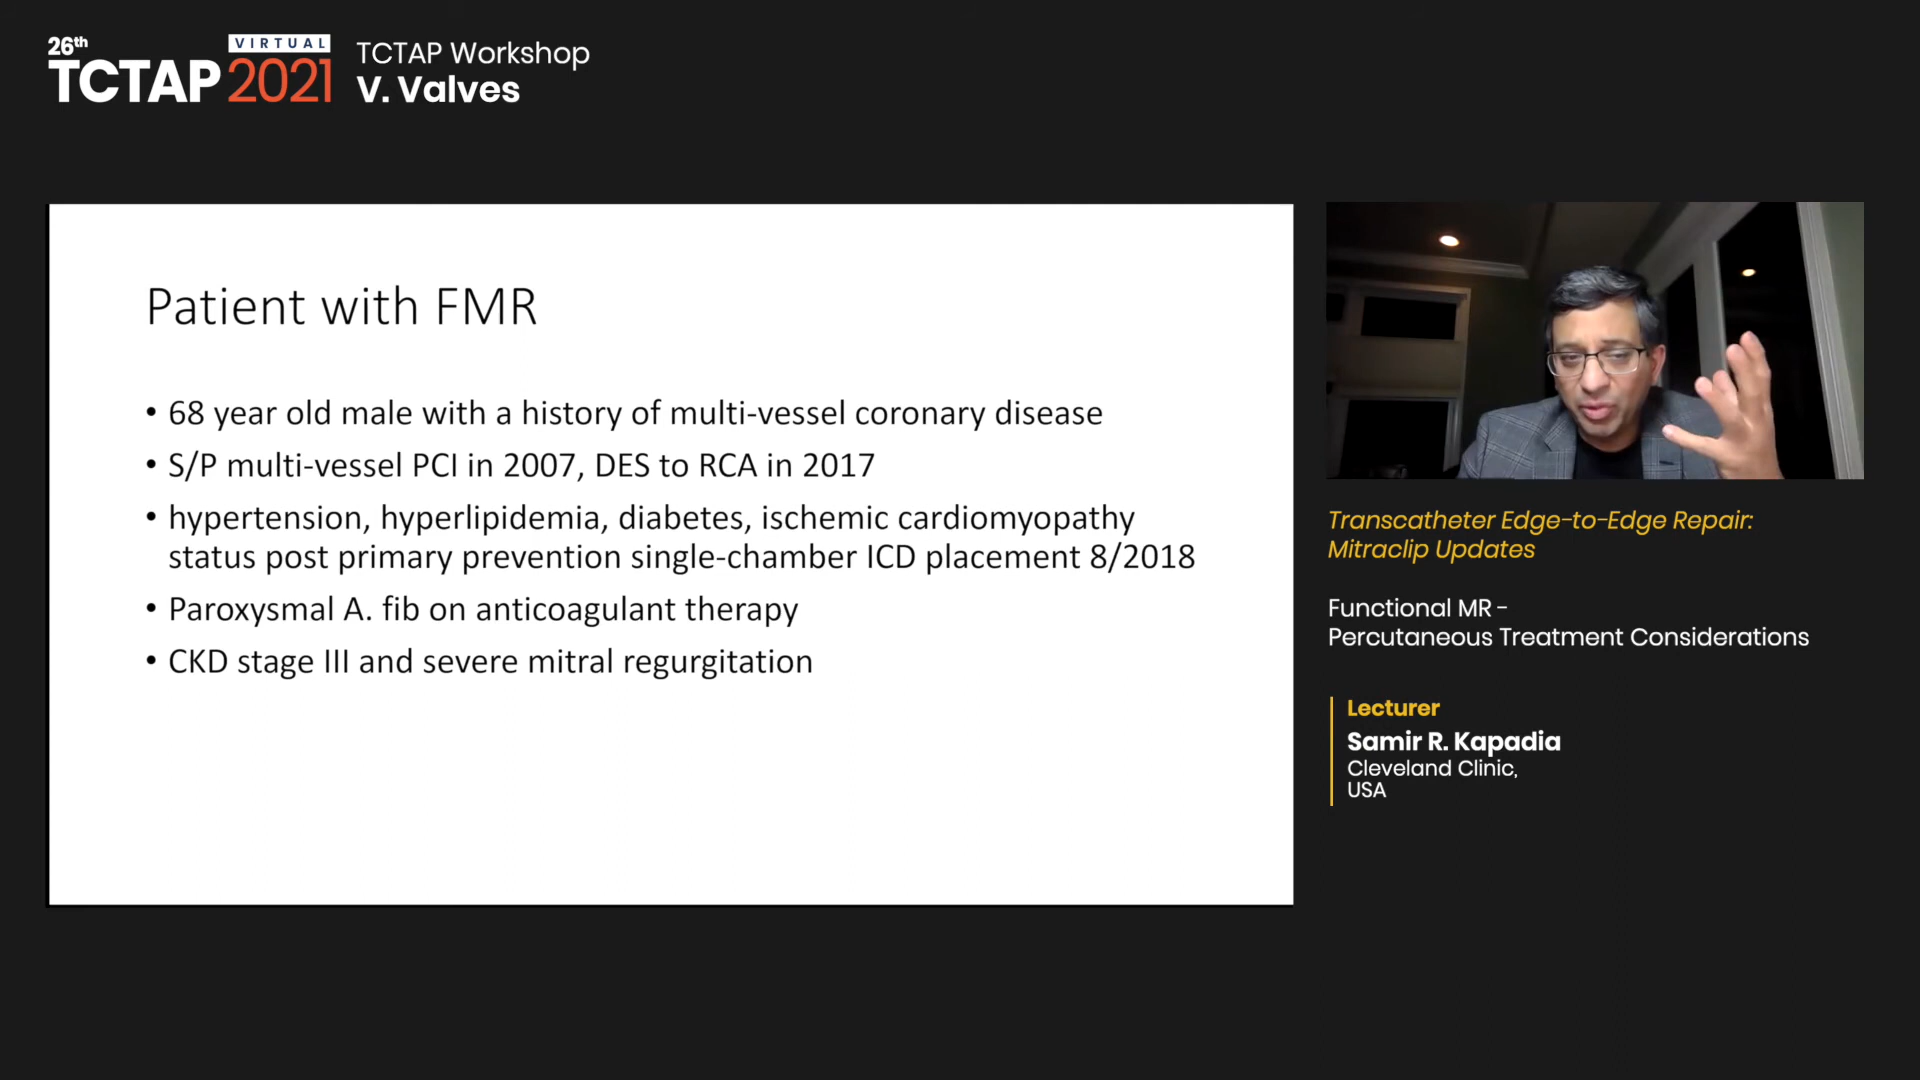 26th
VIRTUAL
TCTAP 2021
TCTAP Workshop
V. Valves
Patient with FMR
• 68 year old male with a history of multi-vessel coronary disease
• S/P multi-vessel PCI in 2007, DES to RCA in 2017
• hypertension, hyperlipidemia, diabetes, ischemic cardiomyopathy
status post primary prevention single-chamber ICD placement 8/2018
• Paroxysmal A. fib on anticoagulant therapy
• CKD stage III and severe mitral regurgitation
Transcatheter Edge-to-Edge Repair:
Mitraclip Updates
Functional MR -
Percutaneous Treatment Considerations
Lecturer
Samir R. Kapadia
Cleveland Clinic,
USA